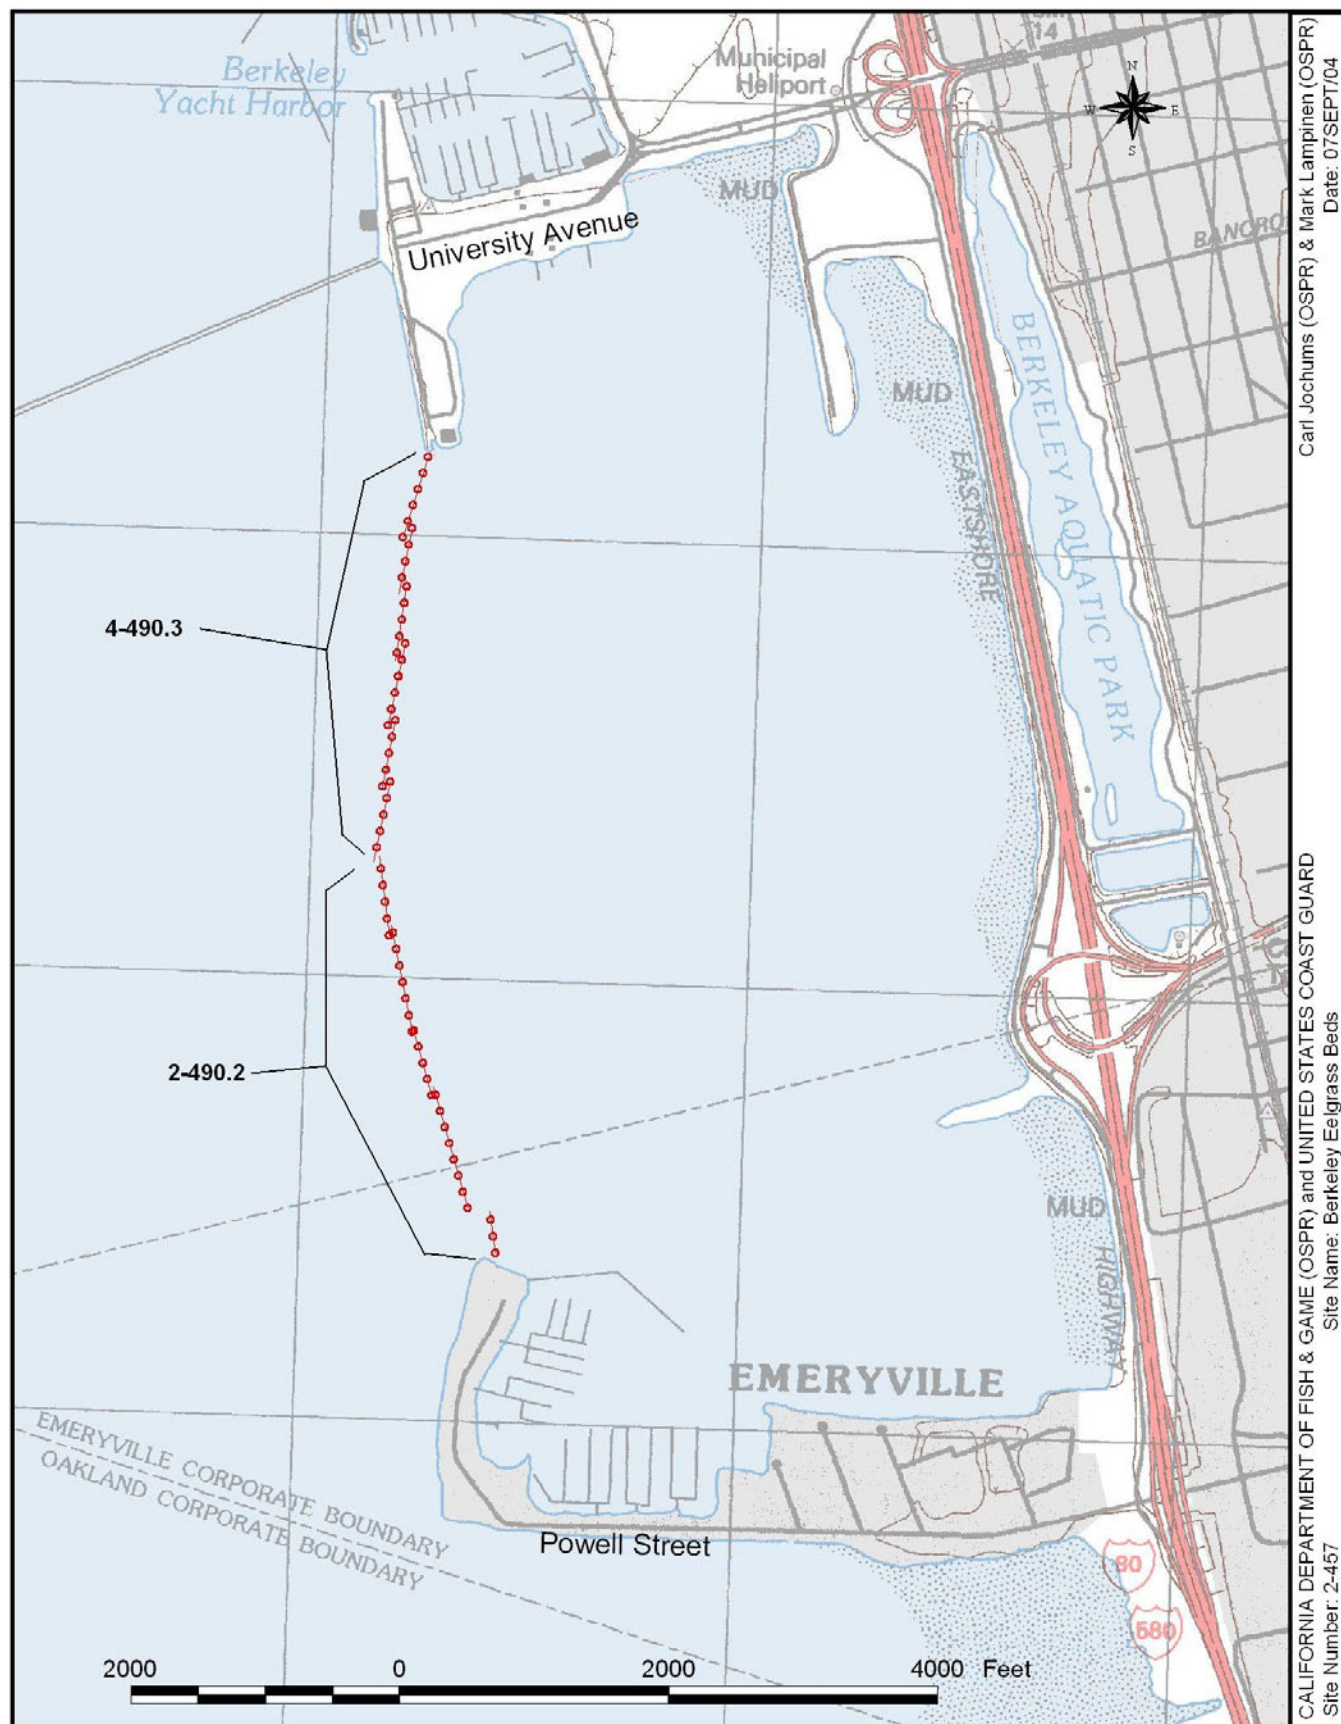 14
Municipal
Heliport
Berkeley
Yacht Harbor
N
W E
S
MUD
University Avenue
BANCRO
MUD
BERKELEY AQUATIC PARK
EASTSHORE
4-490.3
2-490.2
MUD
HIGHWAY
EMERYVILLE
EMERYVILLE CORPORATE BOUNDARY
OAKLAND CORPORATE BOUNDARY
Powell Street
80
580
2000 0 2000 4000 Feet
CALIFORNIA DEPARTMENT OF FISH & GAME (OSPR) and UNITED STATES COAST GUARD Carl Jochums (OSPR) & Mark Lampinen (OSPR)
Site Number: 2-457 Site Name: Berkeley Eelgrass Beds Date: 07SEPT/04